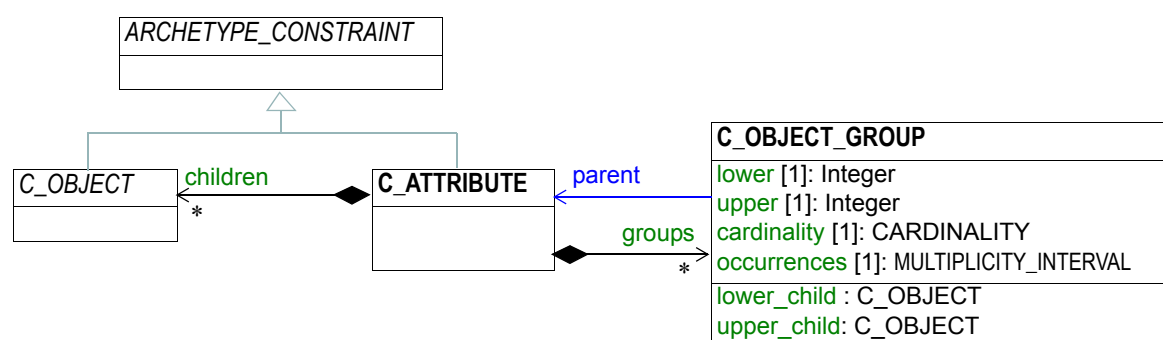 ARCHETYPE_CONSTRAINT
C_OBJECT
children
*
C_ATTRIBUTE
parent
groups
*
C_OBJECT_GROUP
lower [1]: Integer
upper [1]: Integer
cardinality [1]: CARDINALITY
occurrences [1]: MULTIPLICITY_INTERVAL
lower_child : C_OBJECT
upper_child: C_OBJECT